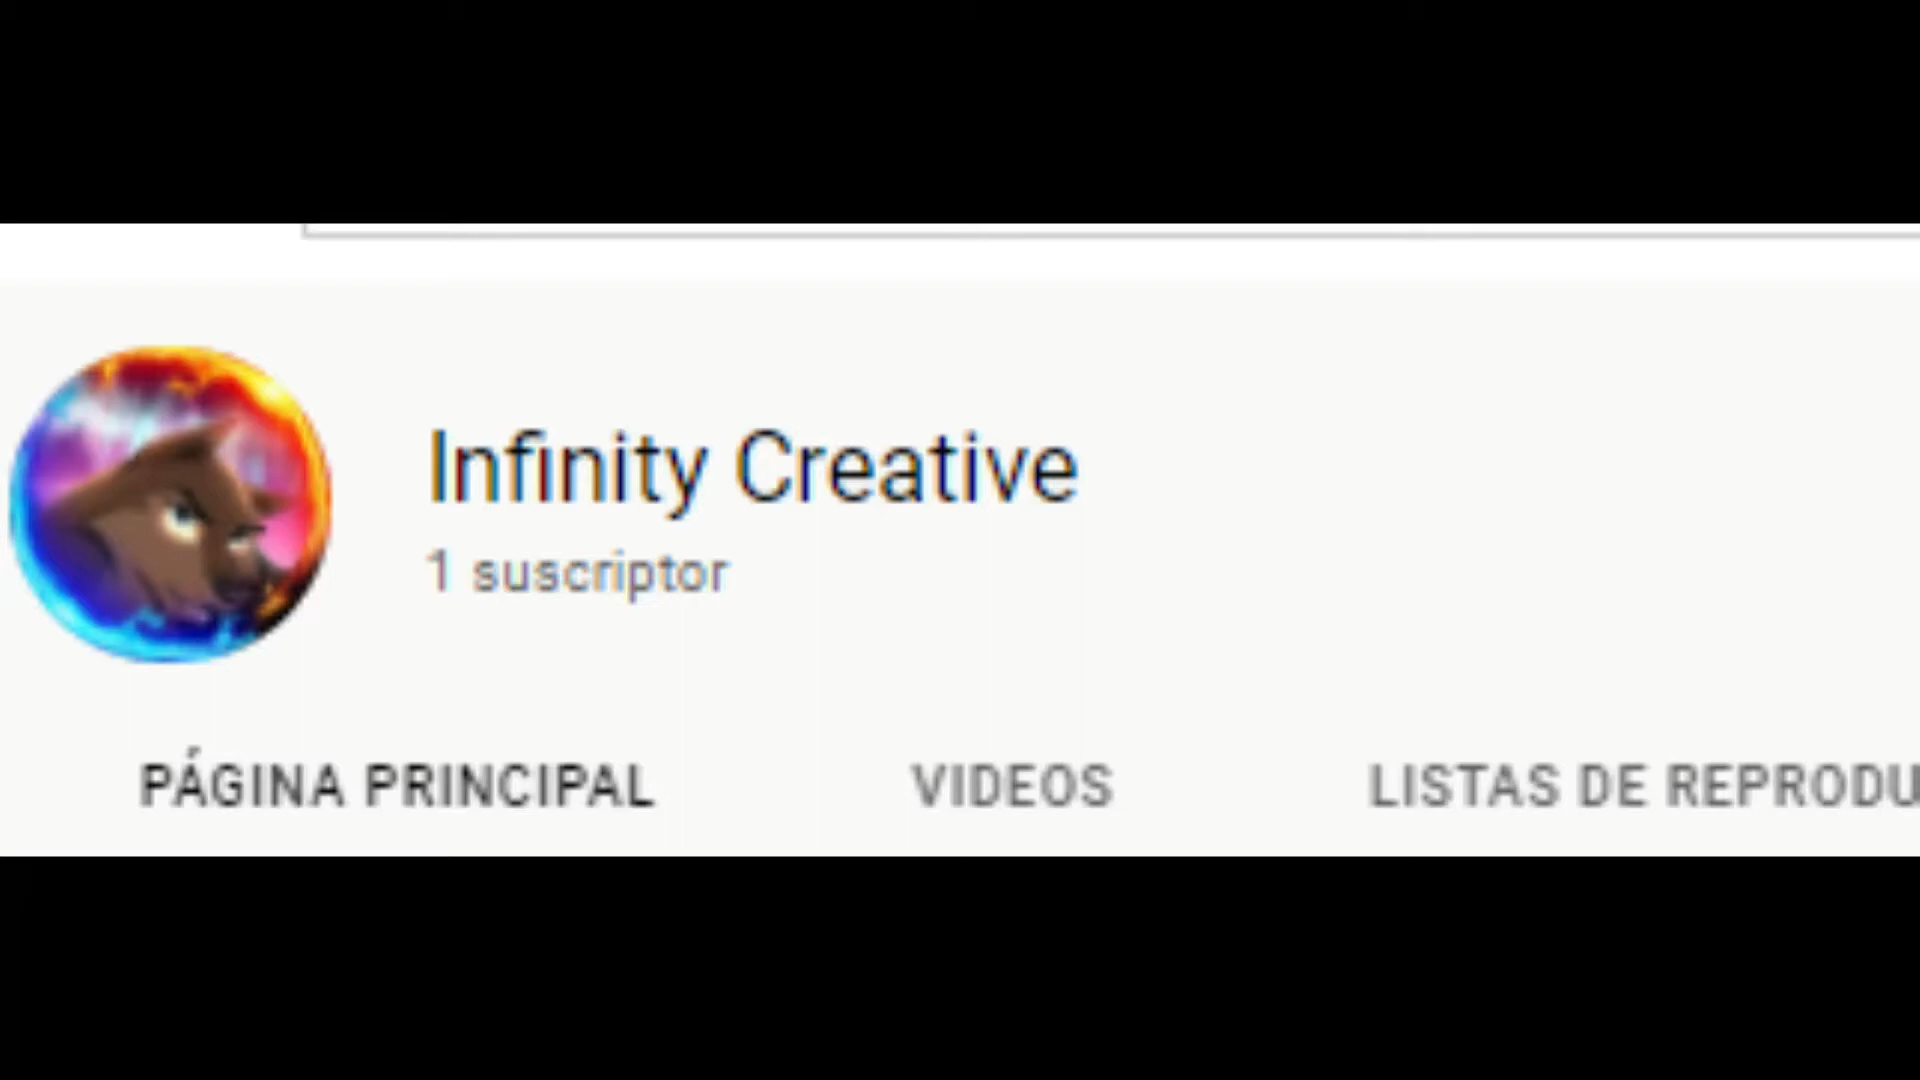 Infinity Creative
1 suscriptor
PÁGINA PRINCIPAL VIDEOS LISTAS DE REPRODU